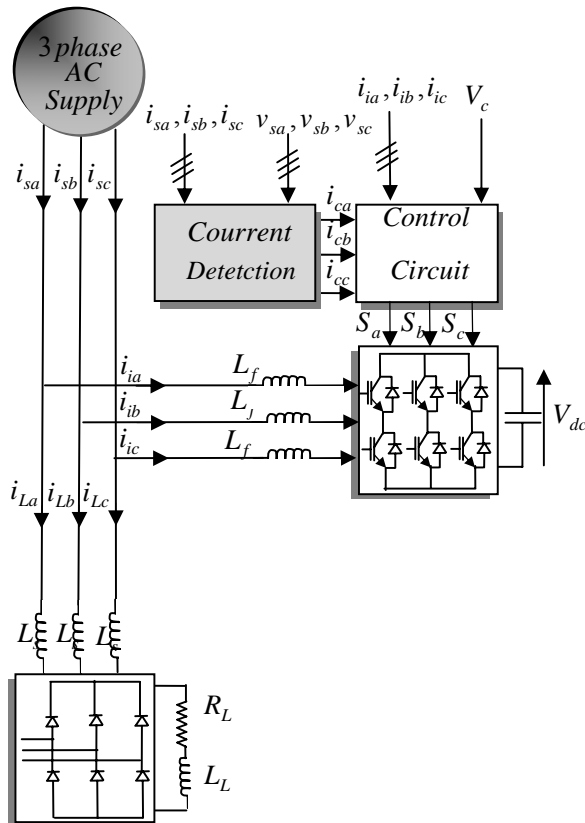 3 phase
AC
Supply
i_sa , i_sb , i_sc
v_sa , v_sb , v_sc
i_ia , i_ib , i_ic
V_c
i_sa
i_sb
i_sc
Courrent
Detetction
i_ca
i_cb
i_cc
Control
Circuit
S_a
S_b
S_c
i_ia
L_f
i_ib
i_ic
L_f
V_dc
i_La
i_Lb
i_Lc
R_L
L_L